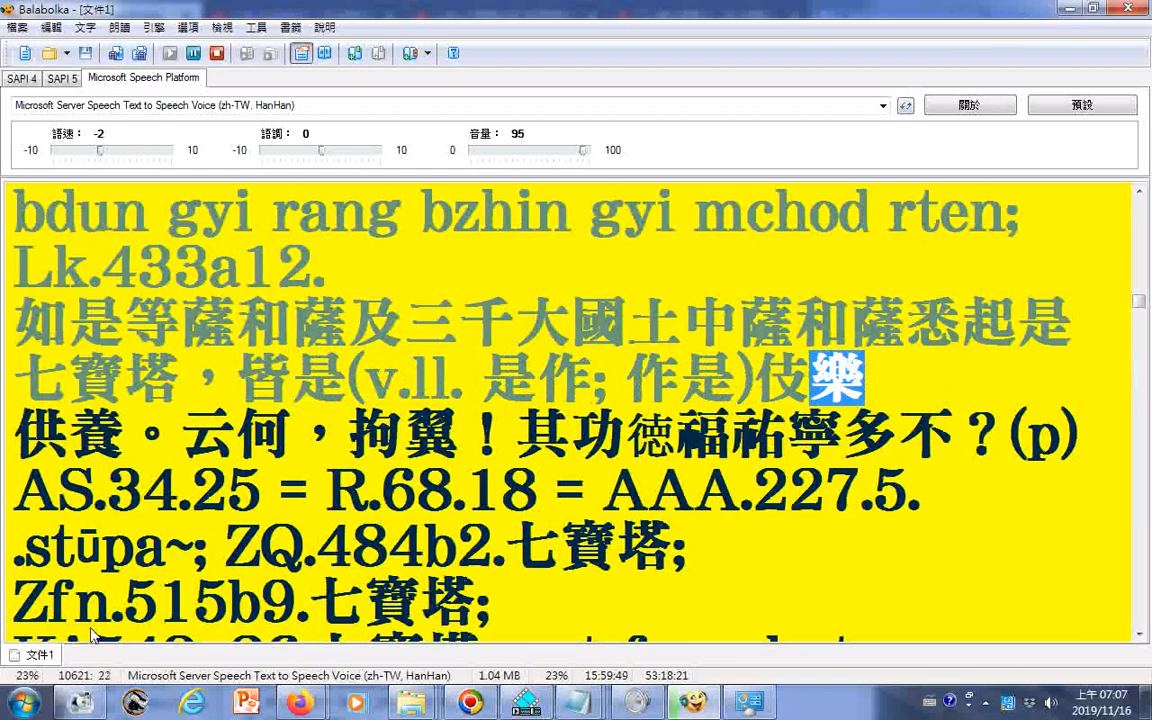 Balabolka - [文件1]
檔案 編輯 文字 朗讀 引擎 選項 檢視 工具 書籤 說明
SAPI 4 SAPI 5 Microsoft Speech Platform
Microsoft Server Speech Text to Speech Voice (zh-TW, HanHan) 關於 預設
語速： -2 語調： 0 音量： 95
-10 10 -10 10 0 100
bdun gyi rang bzhin gyi mchod rten;
Lk.433a12.
如是等薩和薩及三千大國土中薩和薩悉起是
七寶塔，皆是(v.ll. 是作; 作是)伎樂
供養。云何，拘翼！其功徳福祐寧多不？(p)
AS.34.25 = R.68.18 = AAA.227.5.
.stūpa~; ZQ.484b2.七寶塔;
Zfn.515b9.七寶塔;
文件1
23% 10621: 22 Microsoft Server Speech Text to Speech Voice (zh-TW, HanHan) 1.04 MB 23% 15:59:49 53:18:21
上午 07:07
2019/11/16